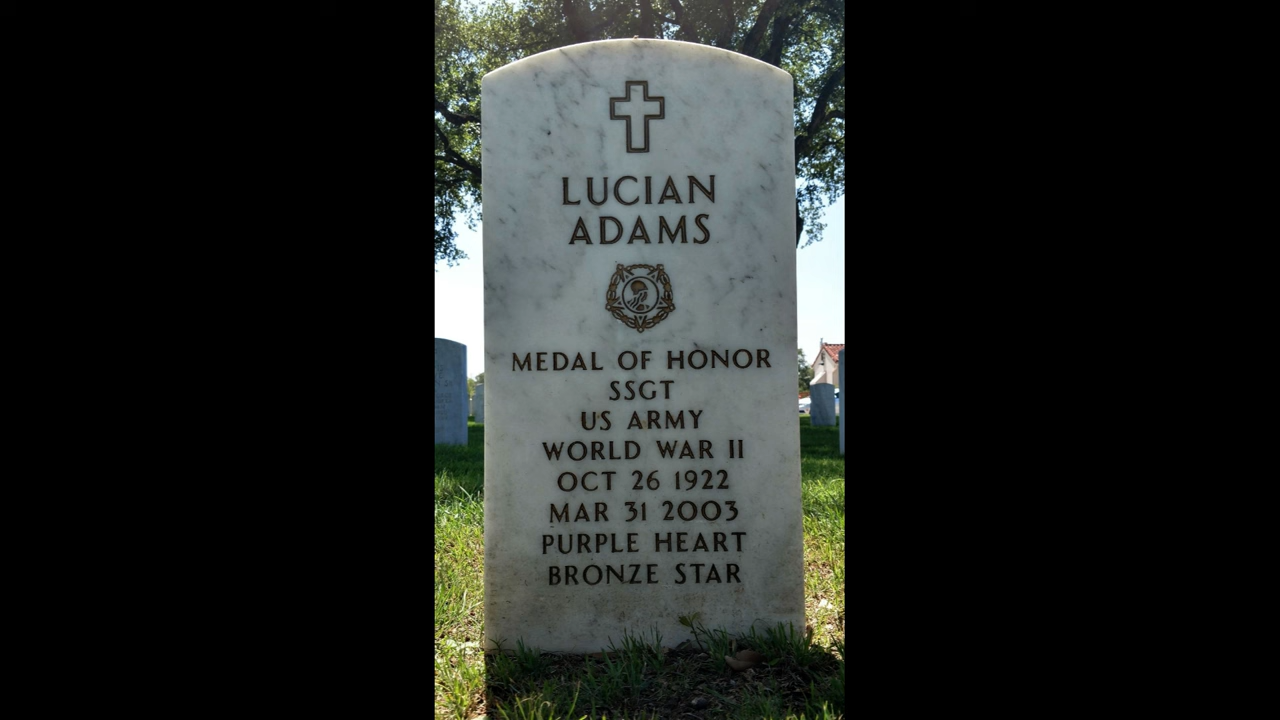 LUCIAN
ADAMS
MEDAL OF HONOR
SSGT
US ARMY
WORLD WAR II
OCT 26 1922
MAR 31 2003
PURPLE HEART
BRONZE STAR